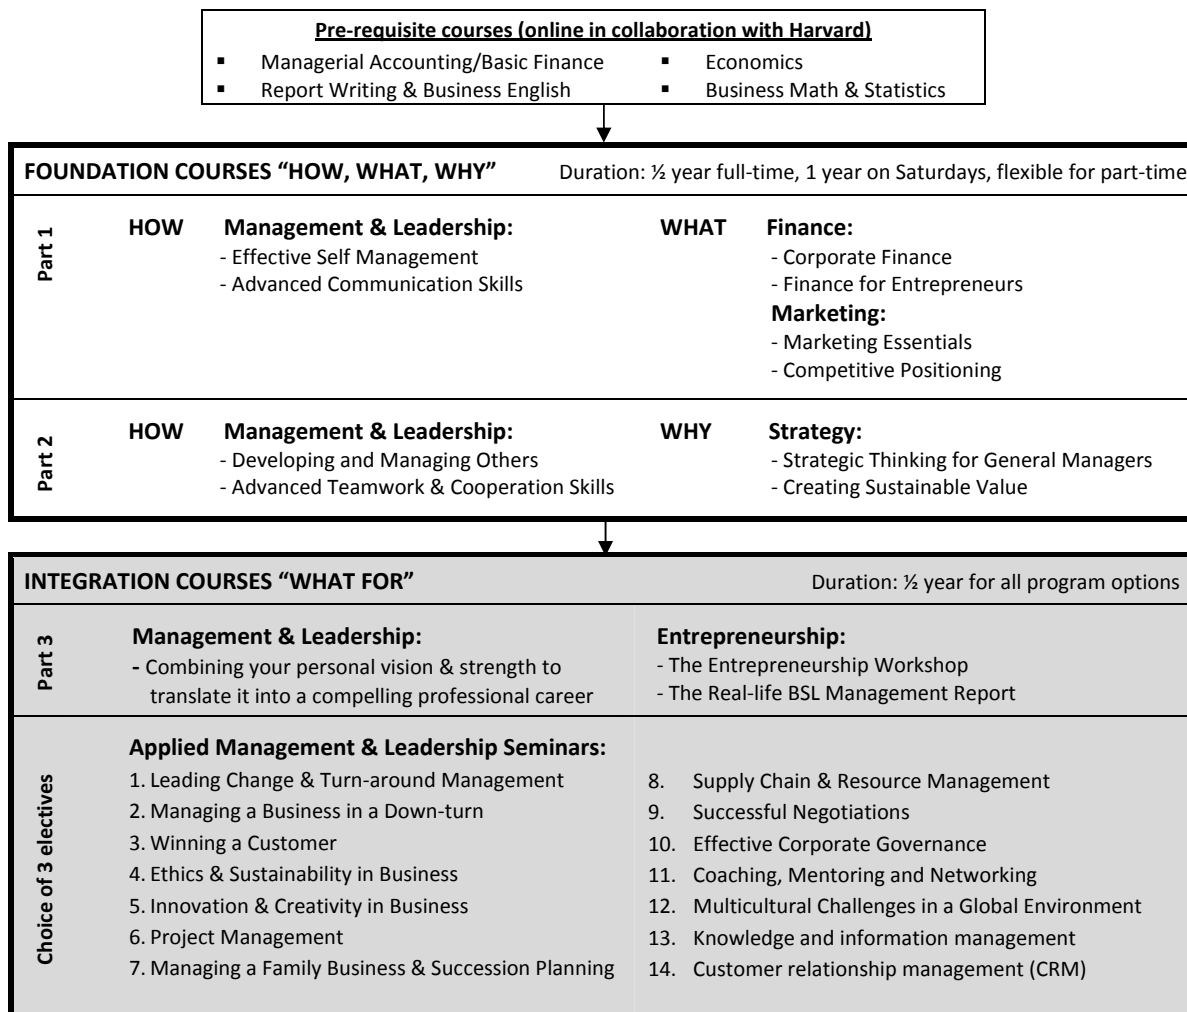 Pre-requisite courses (online in collaboration with Harvard)
▪ Managerial Accounting/Basic Finance ▪ Economics
▪ Report Writing & Business English ▪ Business Math & Statistics
FOUNDATION COURSES “HOW, WHAT, WHY” Duration: ½ year full-time, 1 year on Saturdays, flexible for part-time
Part 1
HOW Management & Leadership:
- Effective Self Management
- Advanced Communication Skills
WHAT Finance:
- Corporate Finance
- Finance for Entrepreneurs
Marketing:
- Marketing Essentials
- Competitive Positioning
Part 2
HOW Management & Leadership:
- Developing and Managing Others
- Advanced Teamwork & Cooperation Skills
WHY Strategy:
- Strategic Thinking for General Managers
- Creating Sustainable Value
INTEGRATION COURSES “WHAT FOR” Duration: ½ year for all program options
Part 3
Management & Leadership:
- Combining your personal vision & strength to
translate it into a compelling professional career
Entrepreneurship:
- The Entrepreneurship Workshop
- The Real-life BSL Management Report
Choice of 3 electives
Applied Management & Leadership Seminars:
1. Leading Change & Turn-around Management
2. Managing a Business in a Down-turn
3. Winning a Customer
4. Ethics & Sustainability in Business
5. Innovation & Creativity in Business
6. Project Management
7. Managing a Family Business & Succession Planning
8. Supply Chain & Resource Management
9. Successful Negotiations
10. Effective Corporate Governance
11. Coaching, Mentoring and Networking
12. Multicultural Challenges in a Global Environment
13. Knowledge and information management
14. Customer relationship management (CRM)